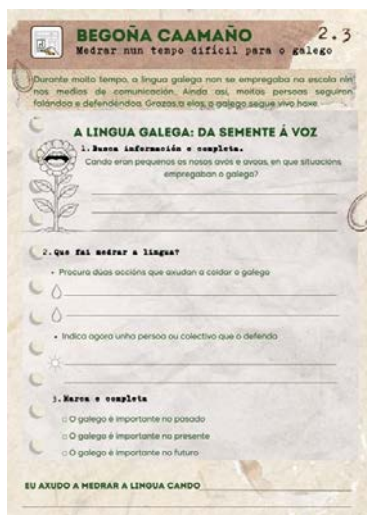 BEGOÑA CAAMAÑO
2.3
Medrar nun tempo difícil para o galego
Durante moito tempo, a lingua galega non se empregaba na escola nin
nos medios de comunicación. Aínda así, moitas persoas seguiron
falándoa e defendéndoa. Grazas a elas, o galego segue vivo hoxe.
A LINGUA GALEGA: DA SEMENTE Á VOZ
1. Busca información e completa.
Cando eran pequenos os nosos avós e avoas, en que situacións
empregaban o galego?
2. Que fai medrar a lingua?
• Procura dúas accións que axudan a coidar o galego
• Indica agora unha persoa ou colectivo que o defenda
3. Marca e completa
□ O galego é importante no pasado
□ O galego é importante no presente
□ O galego é importante no futuro
EU AXUDO A MEDRAR A LINGUA CANDO